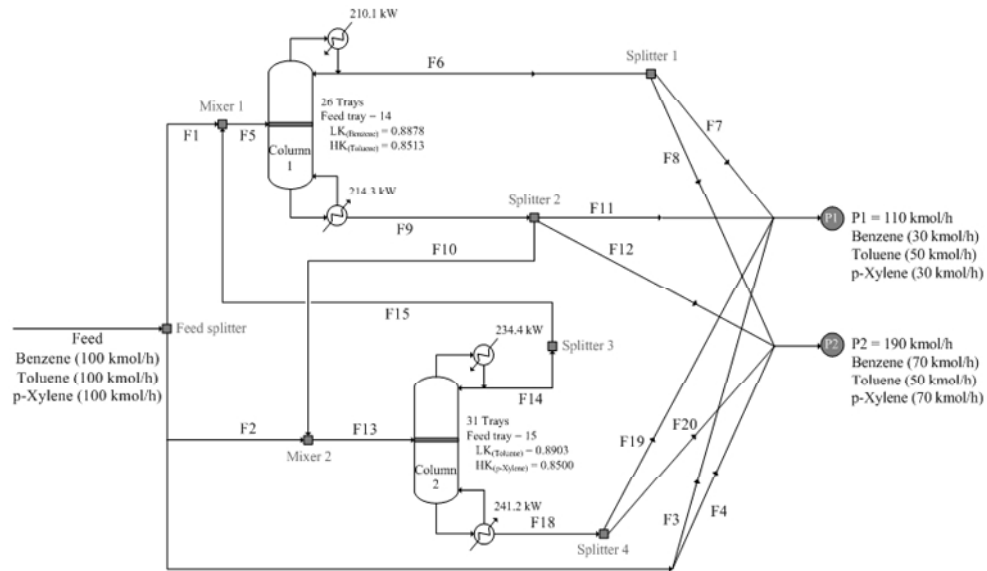 210.1 kW
F6
Splitter 1
Mixer 1
F1
F5
26 Trays
Feed tray = 14
LK(Benzene) = 0.8878
HK(Toluene) = 0.8513
Column
1
F7
F8
214.3 kW
F9
Splitter 2
F11
F10
F12
P1
P1 = 110 kmol/h
Benzene (30 kmol/h)
Toluene (50 kmol/h)
p-Xylene (30 kmol/h)
F15
Feed splitter
Feed
Benzene (100 kmol/h)
Toluene (100 kmol/h)
p-Xylene (100 kmol/h)
234.4 kW
Splitter 3
F14
P2
P2 = 190 kmol/h
Benzene (70 kmol/h)
Toluene (50 kmol/h)
p-Xylene (70 kmol/h)
F2
Mixer 2
F13
31 Trays
Feed tray = 15
LK(Toluene) = 0.8903
HK(p-Xylene) = 0.8500
Column
2
F19
F20
241.2 kW
F18
Splitter 4
F3
F4